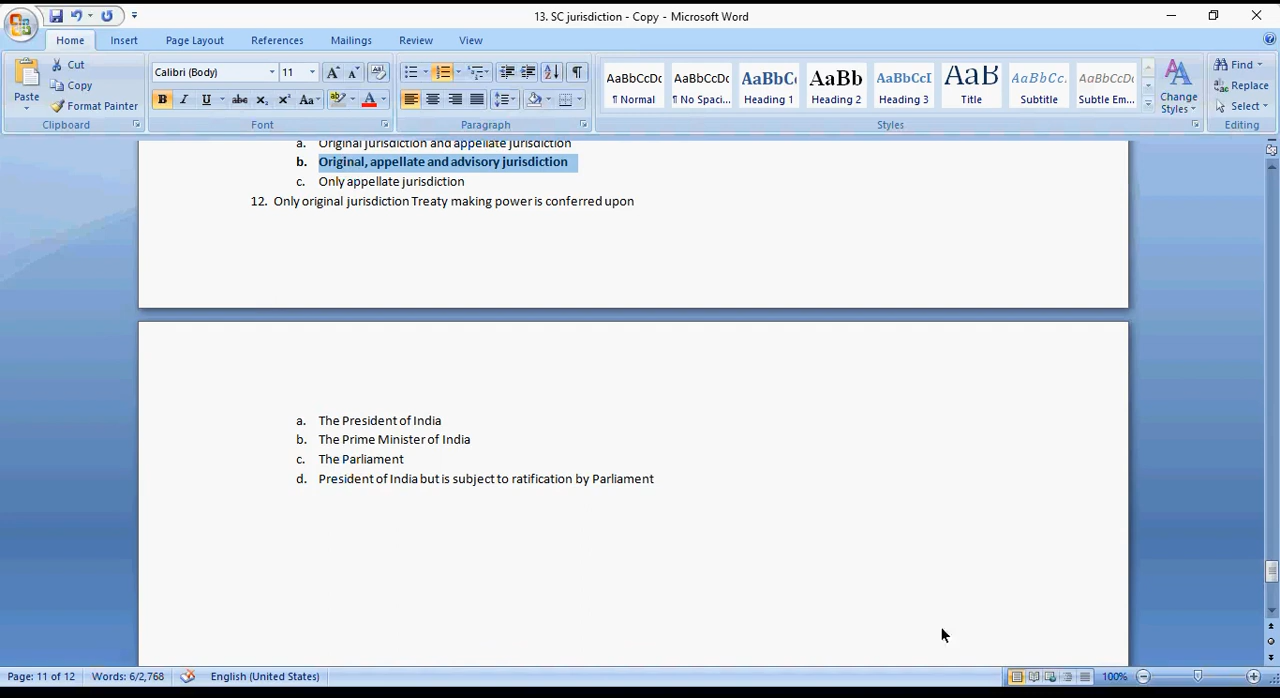 13. SC jurisdiction - Copy - Microsoft Word
Home Insert Page Layout References Mailings Review View
Paste
Cut
Copy
Format Painter
Clipboard
Calibri (Body) 11
Font
Paragraph
AaBbCcDc AaBbCcDc AaBbC AaBb AaBbCcI AaB AaBbCc. AaBbCcDc
¶ Normal ¶ No Spaci... Heading 1 Heading 2 Heading 3 Title Subtitle Subtle Em...
Change Styles
Styles
Find
Replace
Select
Editing
a. Original jurisdiction and appellate jurisdiction
b. Original, appellate and advisory jurisdiction
c. Only appellate jurisdiction
12. Only original jurisdiction Treaty making power is conferred upon
a. The President of India
b. The Prime Minister of India
c. The Parliament
d. President of India but is subject to ratification by Parliament
Page: 11 of 12 Words: 6/2,768 English (United States) 100%